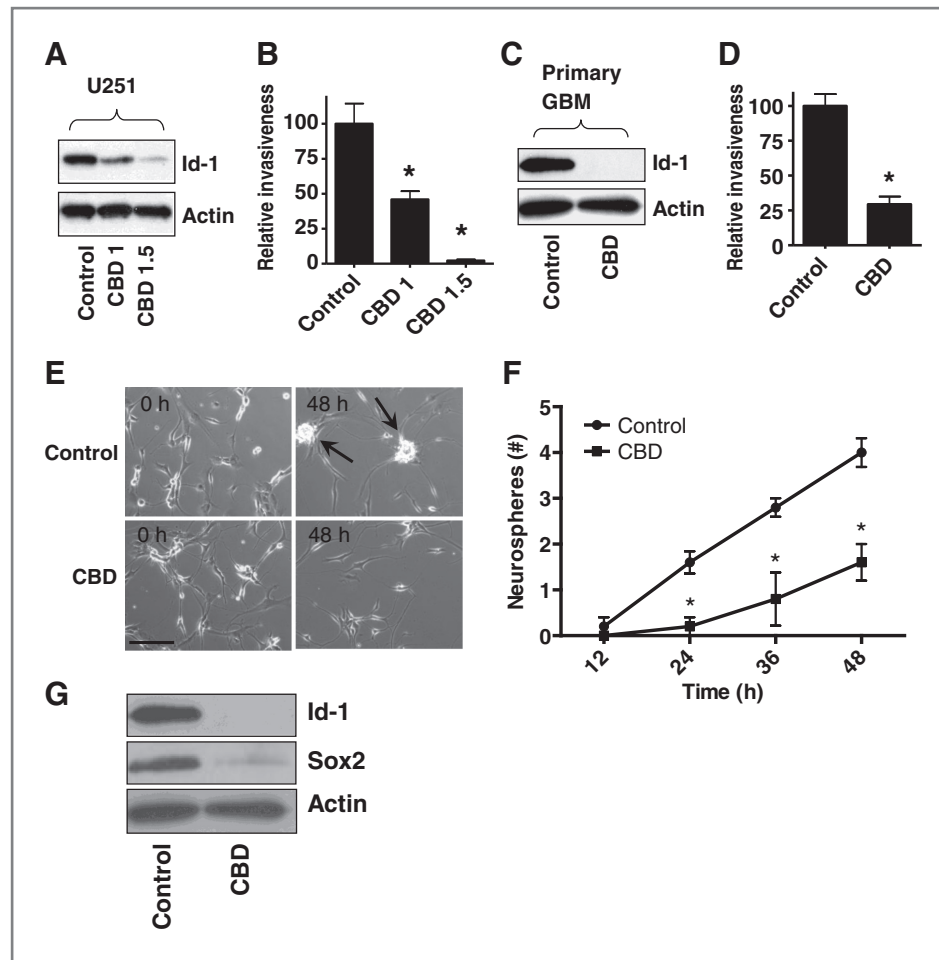 A
U251
Id-1
Actin
Control
CBD 1
CBD 1.5
B
Relative invasiveness
100
75
50
25
0
*
*
Control
CBD 1
CBD 1.5
C
Primary
GBM
Id-1
Actin
Control
CBD
D
Relative invasiveness
100
75
50
25
0
*
Control
CBD
E
Control
0 h
48 h
CBD
0 h
48 h
F
Neurospheres (#)
5
4
3
2
1
0
Control
CBD
*
*
*
12
24
36
48
Time (h)
G
Id-1
Sox2
Actin
Control
CBD